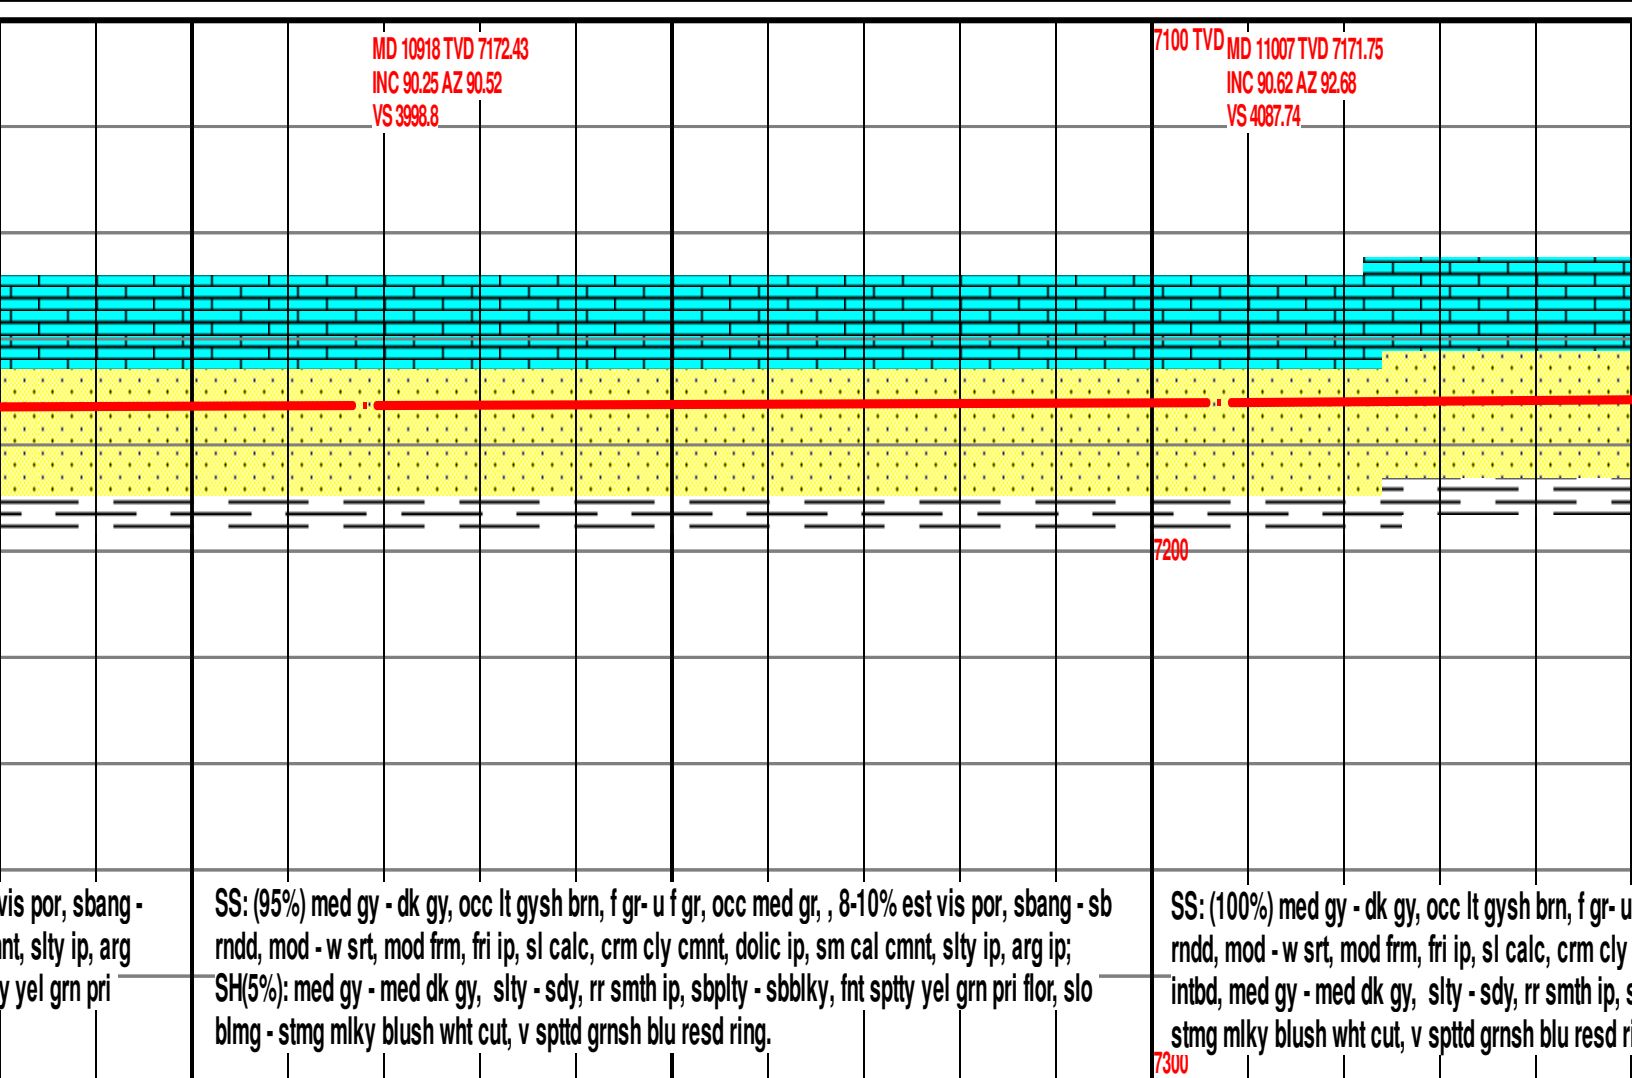 MD 10918 TVD 7172.43
INC 90.25 AZ 90.52
VS 3998.8
7100 TVD
MD 11007 TVD 7171.75
INC 90.62 AZ 92.68
VS 4087.74
7200
vis por, sbang -
nt, slty ip, arg
y yel grn pri
SS: (95%) med gy - dk gy, occ lt gysh brn, f gr- u f gr, occ med gr, , 8-10% est vis por, sbang - sb
rndd, mod - w srt, mod frm, fri ip, sl calc, crm cly cmnt, dolic ip, sm cal cmnt, slty ip, arg ip;
SH(5%): med gy - med dk gy, slty - sdy, rr smth ip, sbplty - sbblky, fnt sptty yel grn pri flor, slo
blmg - stmg mlky blush wht cut, v spttd grnsh blu resd ring.
SS: (100%) med gy - dk gy, occ lt gysh brn, f gr- u
rndd, mod - w srt, mod frm, fri ip, sl calc, crm cly
intbd, med gy - med dk gy, slty - sdy, rr smth ip, s
stmg mlky blush wht cut, v spttd grnsh blu resd ri
7300